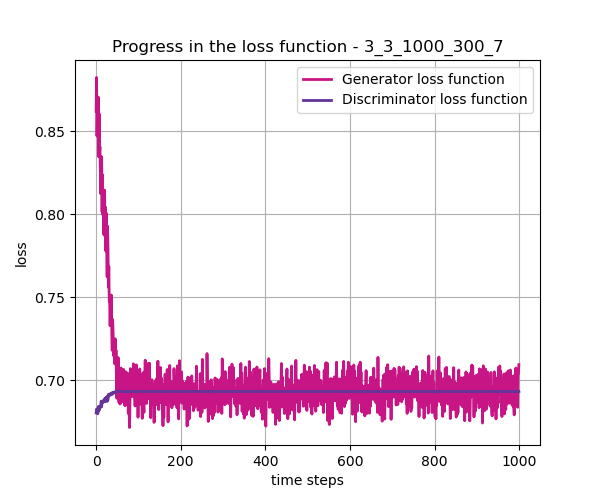 Progress in the loss function - 3_3_1000_300_7
Generator loss function
Discriminator loss function
0.85
0.80
0.75
0.70
loss
0
200
400
600
800
1000
time steps